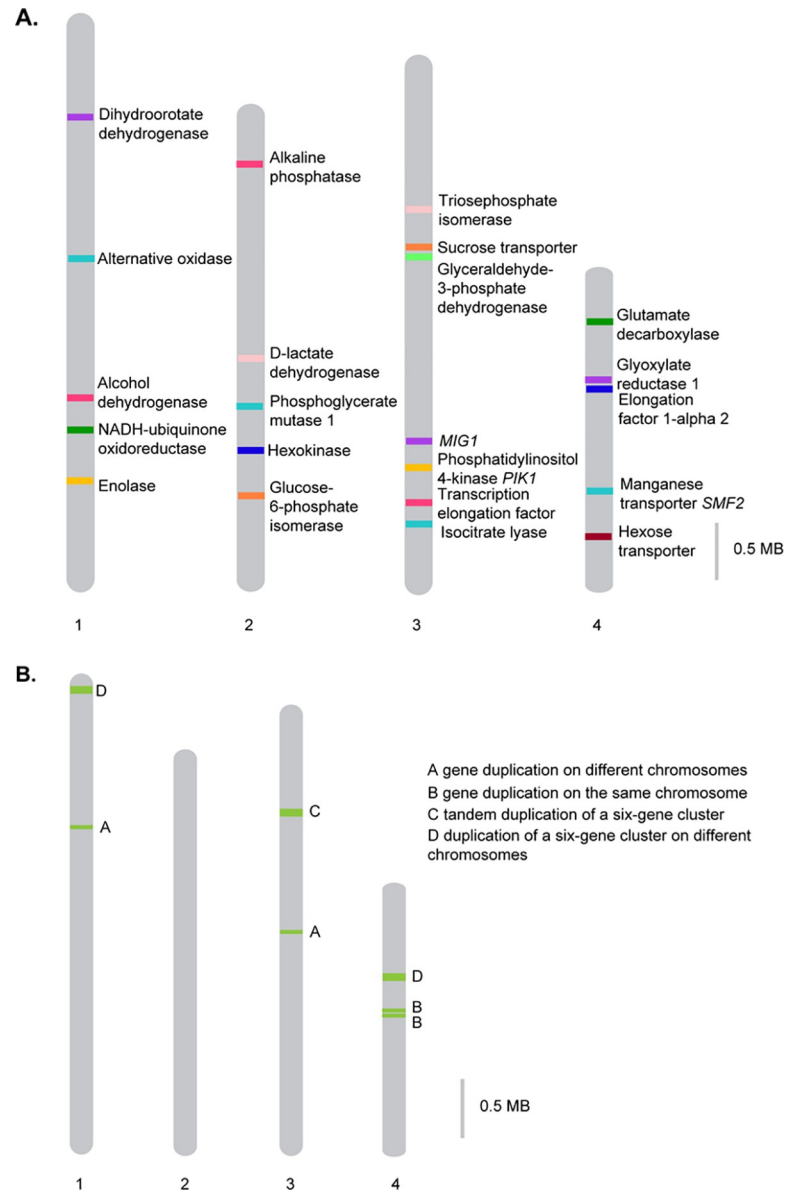 A.
Dihydroorotate
dehydrogenase
Alternative oxidase
Alcohol
dehydrogenase
NADH-ubiquinone
oxidoreductase
Enolase
Alkaline
phosphatase
D-lactate
dehydrogenase
Phosphoglycerate
mutase 1
Hexokinase
Glucose-
6-phosphate
isomerase
Triosephosphate
isomerase
Sucrose transporter
Glyceraldehyde-
3-phosphate
dehydrogenase
MIG1
Phosphatidylinositol
4-kinase PIK1
Transcription
elongation factor
Isocitrate lyase
Glutamate
decarboxylase
Glyoxylate
reductase 1
Elongation
factor 1-alpha 2
Manganese
transporter SMF2
Hexose
transporter
0.5 MB
1 2 3 4
B.
D
A
C
A
D
B
B
A gene duplication on different chromosomes
B gene duplication on the same chromosome
C tandem duplication of a six-gene cluster
D duplication of a six-gene cluster on different
chromosomes
0.5 MB
1 2 3 4